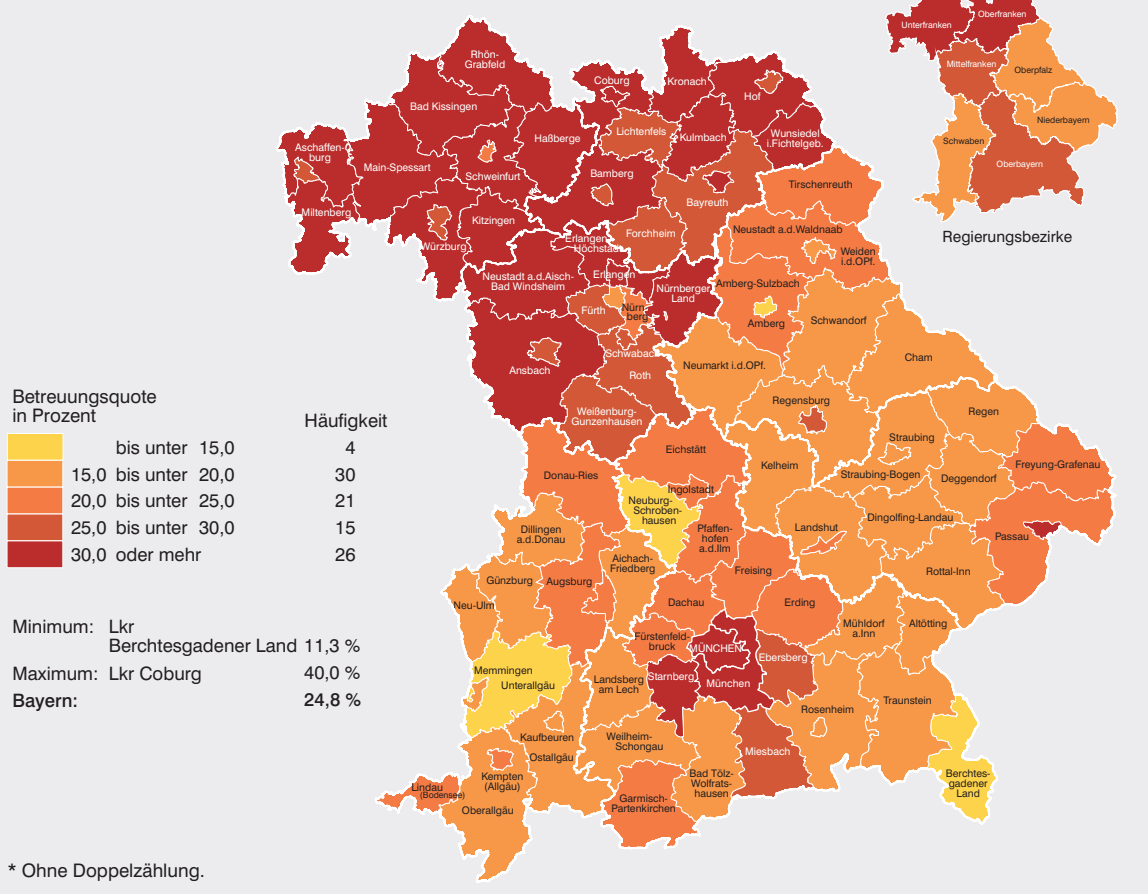 Unterfranken
Oberfranken
Mittelfranken
Oberpfalz
Niederbayern
Schwaben
Oberbayern
Regierungsbezirke
Rhön-
Grabfeld
Coburg
Kronach
Hof
Bad Kissingen
Lichtenfels
Kulmbach
Wunsiedel
i.Fichtelgeb.
Haßberge
Aschaffen-
burg
Main-Spessart
Schweinfurt
Bamberg
Bayreuth
Tirschenreuth
Miltenberg
Kitzingen
Würzburg
Forchheim
Neustadt a.d.Waldnaab
Erlangen-
Höchstadt
Weiden
i.d.OPf.
Neustadt a.d.Aisch-
Bad Windsheim
Erlangen
Nürnberger
Land
Amberg-Sulzbach
Fürth
Nürn-
berg
Amberg
Schwandorf
Schwabach
Ansbach
Roth
Neumarkt i.d.OPf.
Cham
Weißenburg-
Gunzenhausen
Regensburg
Regen
Straubing
Eichstätt
Kelheim
Straubing-Bogen
Deggendorf
Freyung-Grafenau
Donau-Ries
Ingolstadt
Neuburg-
Schroben-
hausen
Dingolfing-Landau
Landshut
Passau
Dillingen
a.d.Donau
Pfaffen-
hofen
a.d.Ilm
Aichach-
Friedberg
Freising
Rottal-Inn
Günzburg
Augsburg
Neu-Ulm
Dachau
Erding
Mühldorf
a.Inn
Altötting
Fürstenfeld-
bruck
MÜNCHEN
Ebersberg
Memmingen
Unterallgäu
Landsberg
am Lech
Starnberg
München
Rosenheim
Traunstein
Kaufbeuren
Ostallgäu
Weilheim-
Schongau
Miesbach
Bad Tölz-
Wolfrats-
hausen
Berchtes-
gadener
Land
Kempten
(Allgäu)
Lindau
(Bodensee)
Oberallgäu
Garmisch-
Partenkirchen
Betreuungsquote
in Prozent Häufigkeit
bis unter 15,0 4
15,0 bis unter 20,0 30
20,0 bis unter 25,0 21
25,0 bis unter 30,0 15
30,0 oder mehr 26
Minimum: Lkr
Berchtesgadener Land 11,3 %
Maximum: Lkr Coburg 40,0 %
Bayern: 24,8 %
* Ohne Doppelzählung.